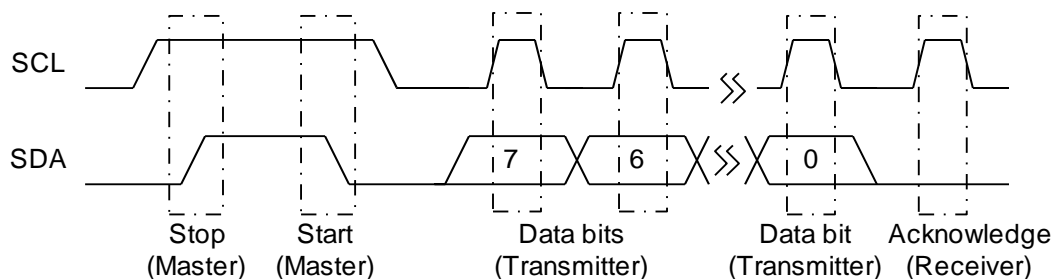 SCL
SDA
7 6 0
Stop Start Data bits Data bit Acknowledge
(Master) (Master) (Transmitter) (Transmitter) (Receiver)